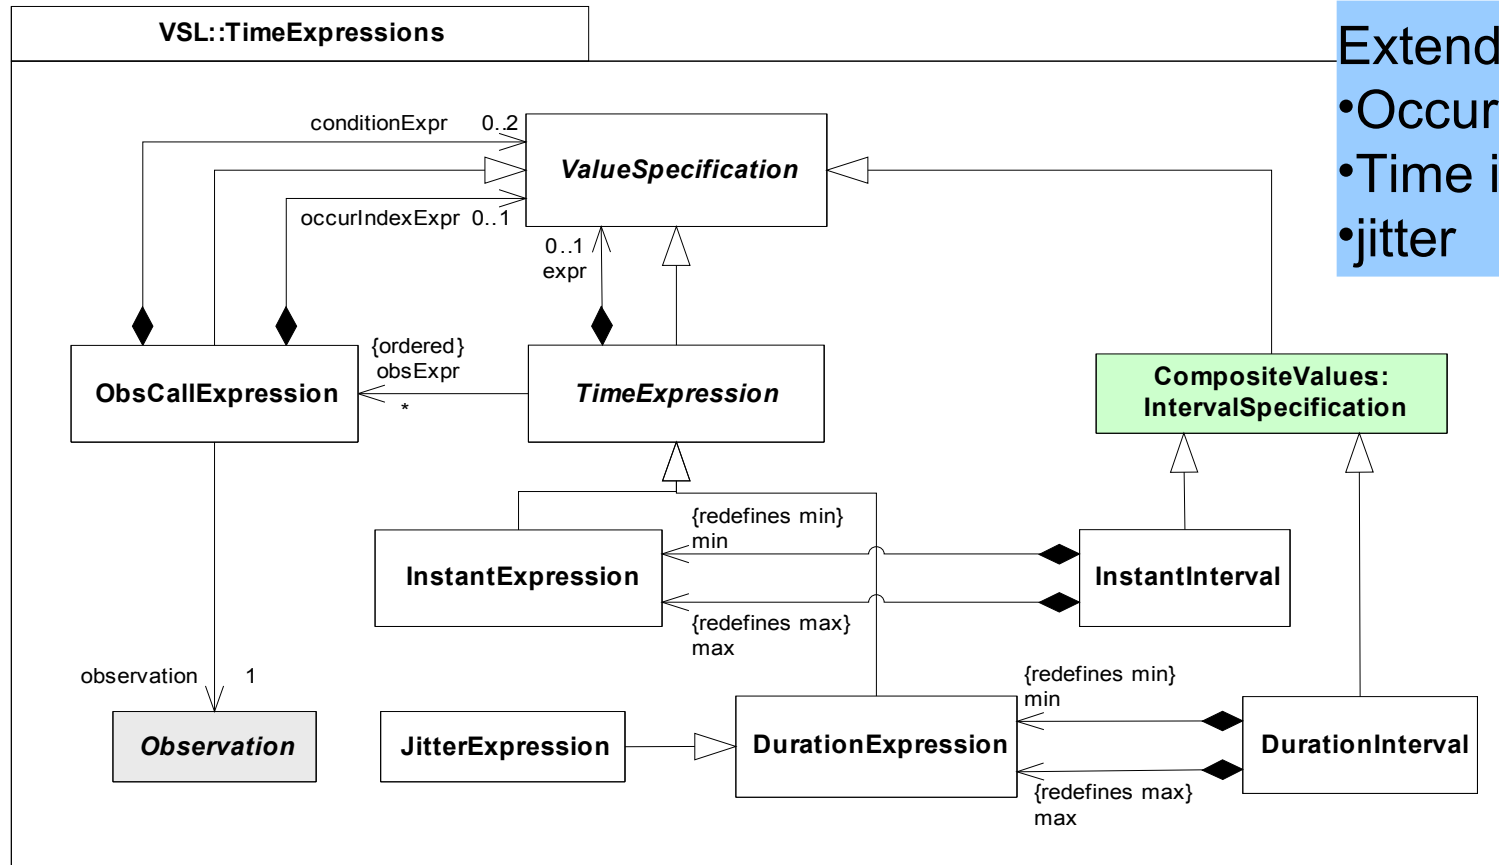 VSL::TimeExpressions
Extend
•Occur
•Time i
•jitter
conditionExpr 0..2
ValueSpecification
occurIndexExpr 0..1
0..1
expr
{ordered}
obsExpr
*
ObsCallExpression
TimeExpression
CompositeValues::
IntervalSpecification
{redefines min}
min
InstantExpression
InstantInterval
{redefines max}
max
observation 1
{redefines min}
min
Observation
JitterExpression
DurationExpression
DurationInterval
{redefines max}
max